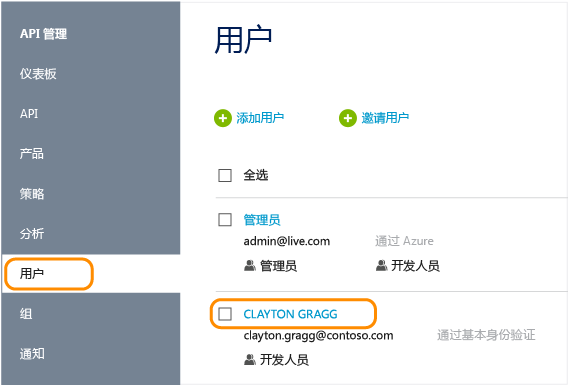 API 管理
仪表板
API
产品
策略
分析
用户
组
通知
用户
添加用户 邀请用户
全选
管理员
admin@live.com 通过 Azure
管理员 开发人员
CLAYTON GRAGG
clayton.gragg@contoso.com 通过基本身份验证
开发人员